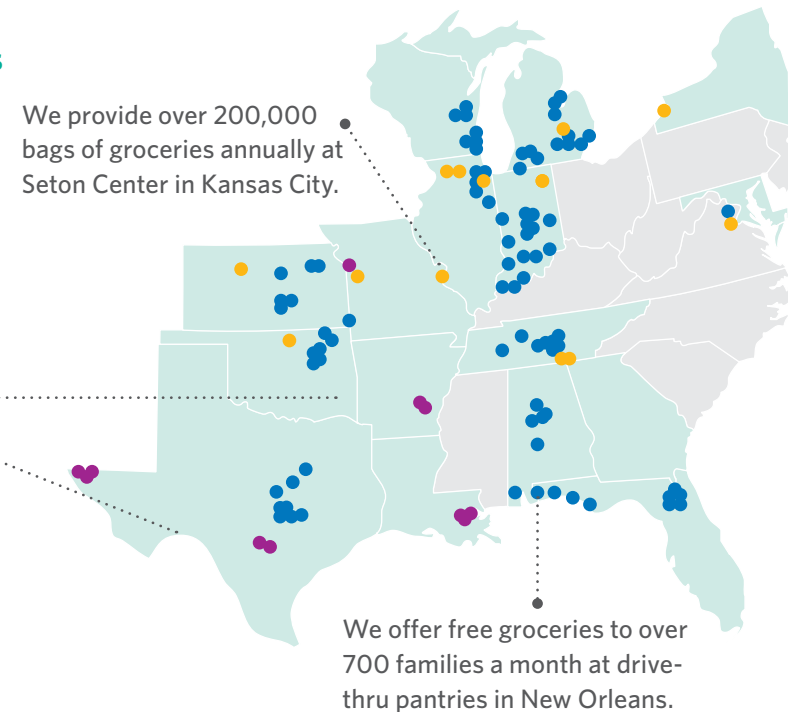 s
We provide over 200,000
bags of groceries annually at
Seton Center in Kansas City.
We offer free groceries to over
700 families a month at drive-
thru pantries in New Orleans.